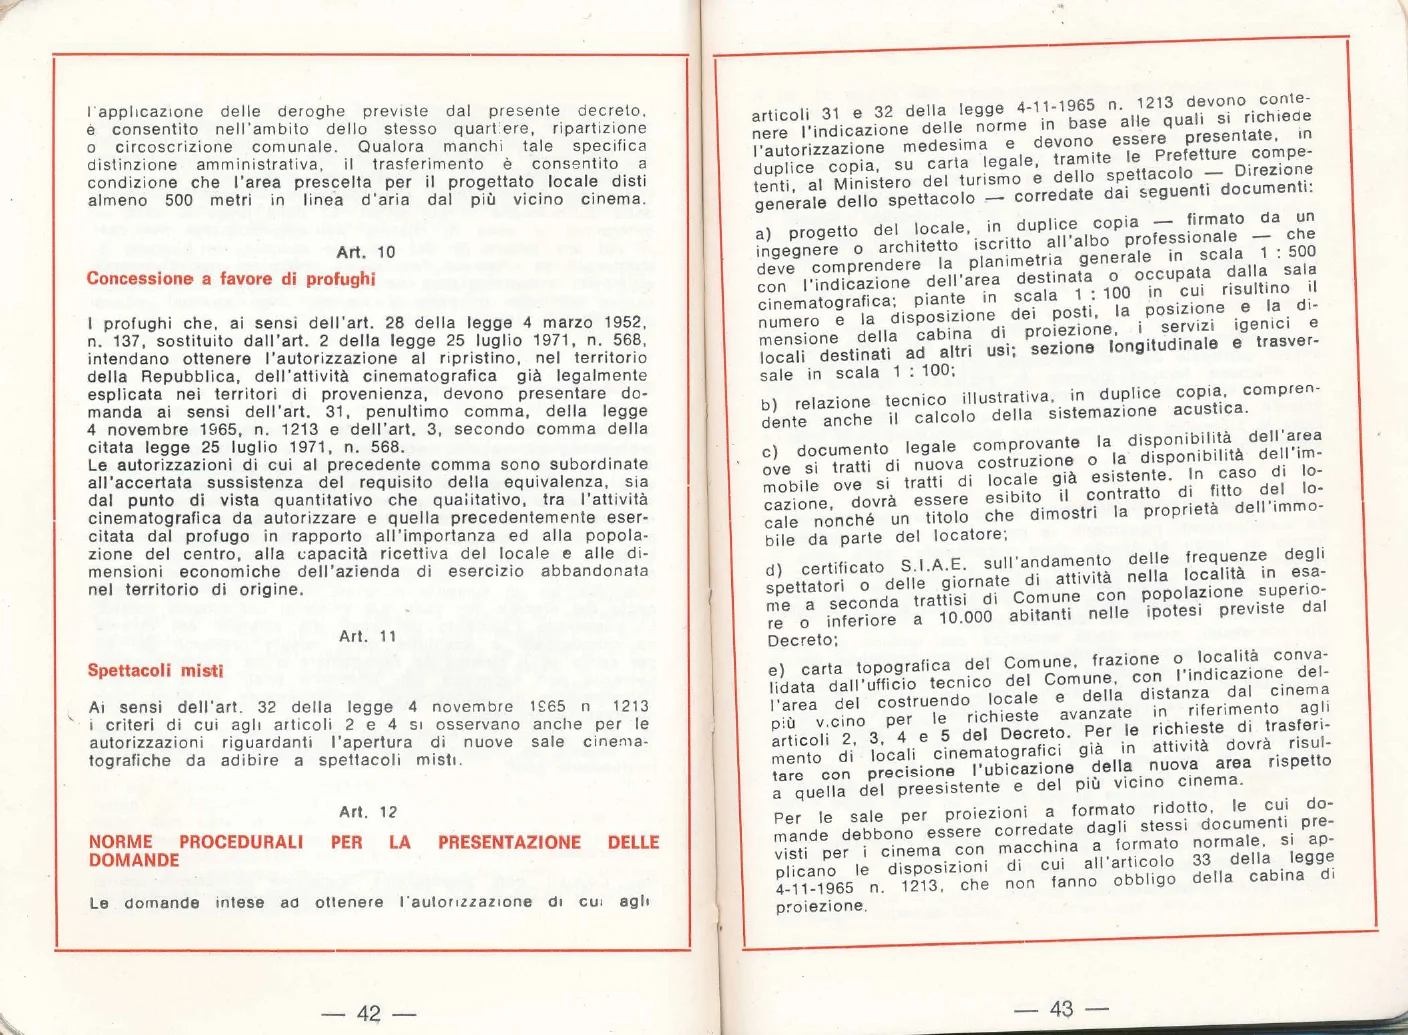 l'applicazione delle deroghe previste dal presente decreto,
è consentito nell'ambito dello stesso quartiere, ripartizione
o circoscrizione comunale. Qualora manchi tale specifica
distinzione amministrativa, il trasferimento è consentito a
condizione che l'area prescelta per il progettato locale disti
almeno 500 metri in linea d'aria dal più vicino cinema.
Art. 10
Concessione a favore di profughi
I profughi che, ai sensi dell'art. 28 della legge 4 marzo 1952,
n. 137, sostituito dall'art. 2 della legge 25 luglio 1971, n. 568,
intendano ottenere l'autorizzazione al ripristino, nel territorio
della Repubblica, dell'attività cinematografica già legalmente
esplicata nei territori di provenienza, devono presentare do-
manda ai sensi dell'art. 31, penultimo comma, della legge
4 novembre 1965, n. 1213 e dell'art. 3, secondo comma della
citata legge 25 luglio 1971, n. 568.
Le autorizzazioni di cui al precedente comma sono subordinate
all'accertata sussistenza del requisito della equivalenza, sia
dal punto di vista quantitativo che qualitativo, tra l'attività
cinematografica da autorizzare e quella precedentemente eser-
citata dal profugo in rapporto all'importanza ed alla popola-
zione del centro, alla capacità ricettiva del locale e alle di-
mensioni economiche dell'azienda di esercizio abbandonata
nel territorio di origine.
Art. 11
Spettacoli misti
Ai sensi dell'art. 32 della legge 4 novembre 1965 n 1213
i criteri di cui agli articoli 2 e 4 si osservano anche per le
autorizzazioni riguardanti l'apertura di nuove sale cinema-
tografiche da adibire a spettacoli misti.
Art. 12
NORME PROCEDURALI PER LA PRESENTAZIONE DELLE
DOMANDE
Le domande intese ad ottenere l'autorizzazione di cui agli
— 42 —
articoli 31 e 32 della legge 4-11-1965 n. 1213 devono conte-
nere l'indicazione delle norme in base alle quali si richiede
l'autorizzazione medesima e devono essere presentate, in
duplice copia, su carta legale, tramite le Prefetture compe-
tenti, al Ministero del turismo e dello spettacolo — Direzione
generale dello spettacolo — corredate dai seguenti documenti:
a) progetto del locale, in duplice copia — firmato da un
ingegnere o architetto iscritto all'albo professionale — che
deve comprendere la planimetria generale in scala 1 : 500
con l'indicazione dell'area destinata o occupata dalla sala
cinematografica; piante in scala 1 : 100 in cui risultino il
numero e la disposizione dei posti, la posizione e la di-
mensione della cabina di proiezione, i servizi igenici e
locali destinati ad altri usi; sezione longitudinale e trasver-
sale in scala 1 : 100;
b) relazione tecnico illustrativa, in duplice copia, compren-
dente anche il calcolo della sistemazione acustica.
c) documento legale comprovante la disponibilità dell'area
ove si tratti di nuova costruzione o la disponibilità dell'im-
mobile ove si tratti di locale già esistente. In caso di lo-
cazione, dovrà essere esibito il contratto di fitto del lo-
cale nonché un titolo che dimostri la proprietà dell'immo-
bile da parte del locatore;
d) certificato S.I.A.E. sull'andamento delle frequenze degli
spettatori o delle giornate di attività nella località in esa-
me a seconda trattisi di Comune con popolazione superio-
re o inferiore a 10.000 abitanti nelle ipotesi previste dal
Decreto;
e) carta topografica del Comune, frazione o località conva-
lidata dall'ufficio tecnico del Comune, con l'indicazione del-
l'area del costruendo locale e della distanza dal cinema
più vicino per le richieste avanzate in riferimento agli
articoli 2, 3, 4 e 5 del Decreto. Per le richieste di trasferi-
mento di locali cinematografici già in attività dovrà risul-
tare con precisione l'ubicazione della nuova area rispetto
a quella del preesistente e del più vicino cinema.
Per le sale per proiezioni a formato ridotto, le cui do-
mande debbono essere corredate dagli stessi documenti pre-
visti per i cinema con macchina a formato normale, si ap-
plicano le disposizioni di cui all'articolo 33 della legge
4-11-1965 n. 1213, che non fanno obbligo della cabina di
proiezione.
— 43 —